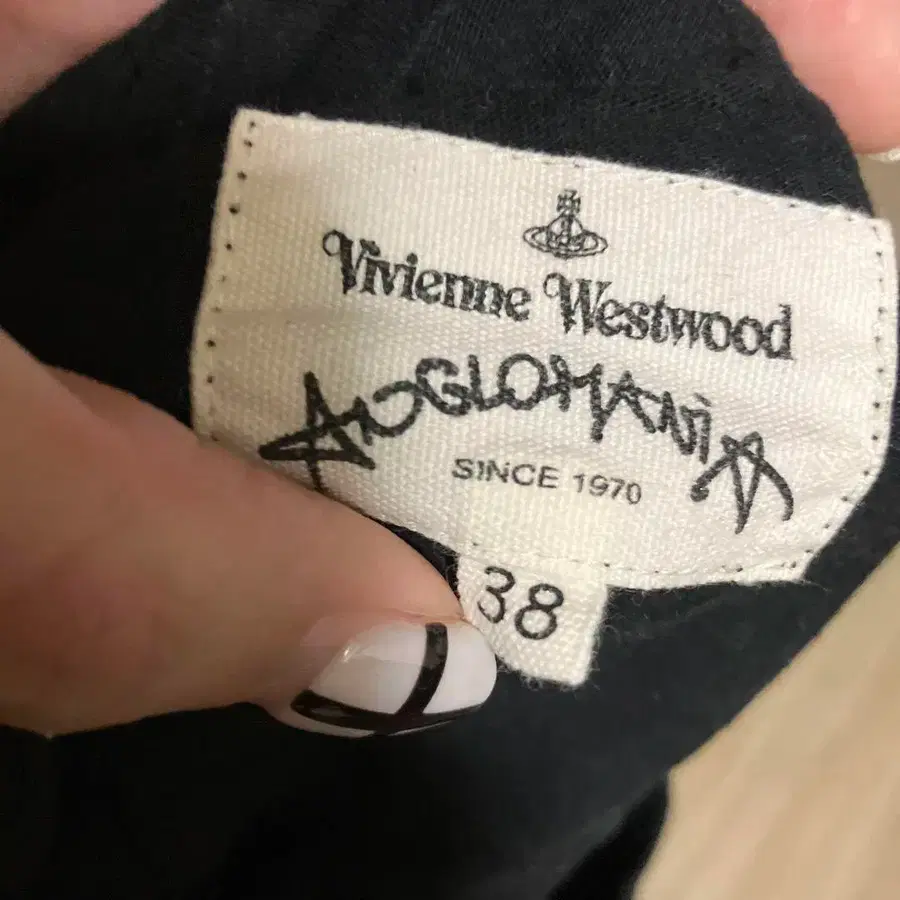 Vivienne Westwood
ANGLOMANIA
SINCE 1970
38